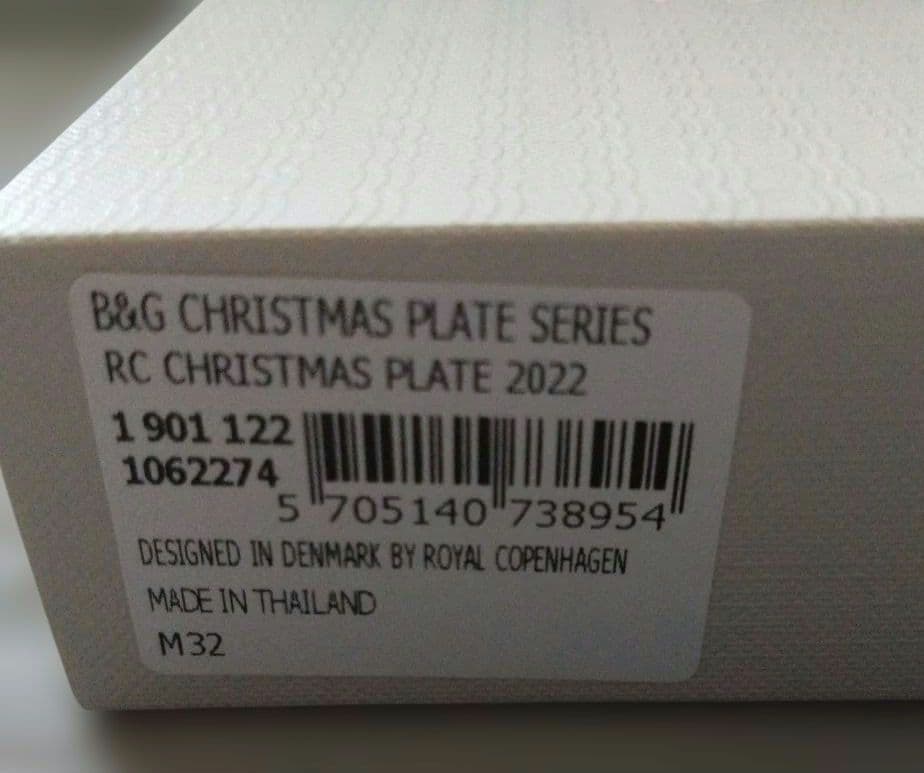 B&G CHRISTMAS PLATE SERIES
RC CHRISTMAS PLATE 2022
1 901 122
1062274
5 705140 738954
DESIGNED IN DENMARK BY ROYAL COPENHAGEN
MADE IN THAILAND
M32